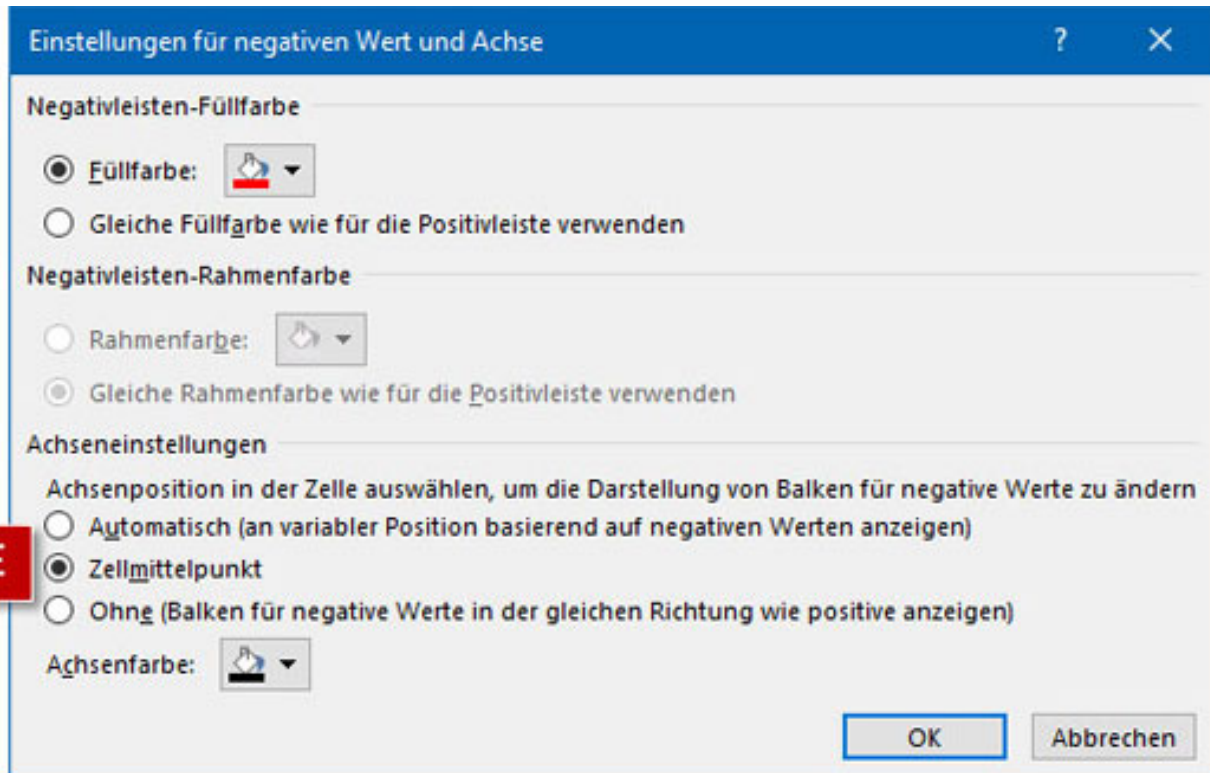 Einstellungen für negativen Wert und Achse ? ×
Negativleisten-Füllfarbe
Füllfarbe:
Gleiche Füllfarbe wie für die Positivleiste verwenden
Negativleisten-Rahmenfarbe
Rahmenfarbe:
Gleiche Rahmenfarbe wie für die Positivleiste verwenden
Achseneinstellungen
Achsenposition in der Zelle auswählen, um die Darstellung von Balken für negative Werte zu ändern
Automatisch (an variabler Position basierend auf negativen Werten anzeigen)
Zellmittelpunkt
Ohne (Balken für negative Werte in der gleichen Richtung wie positive anzeigen)
Achsenfarbe:
OK Abbrechen